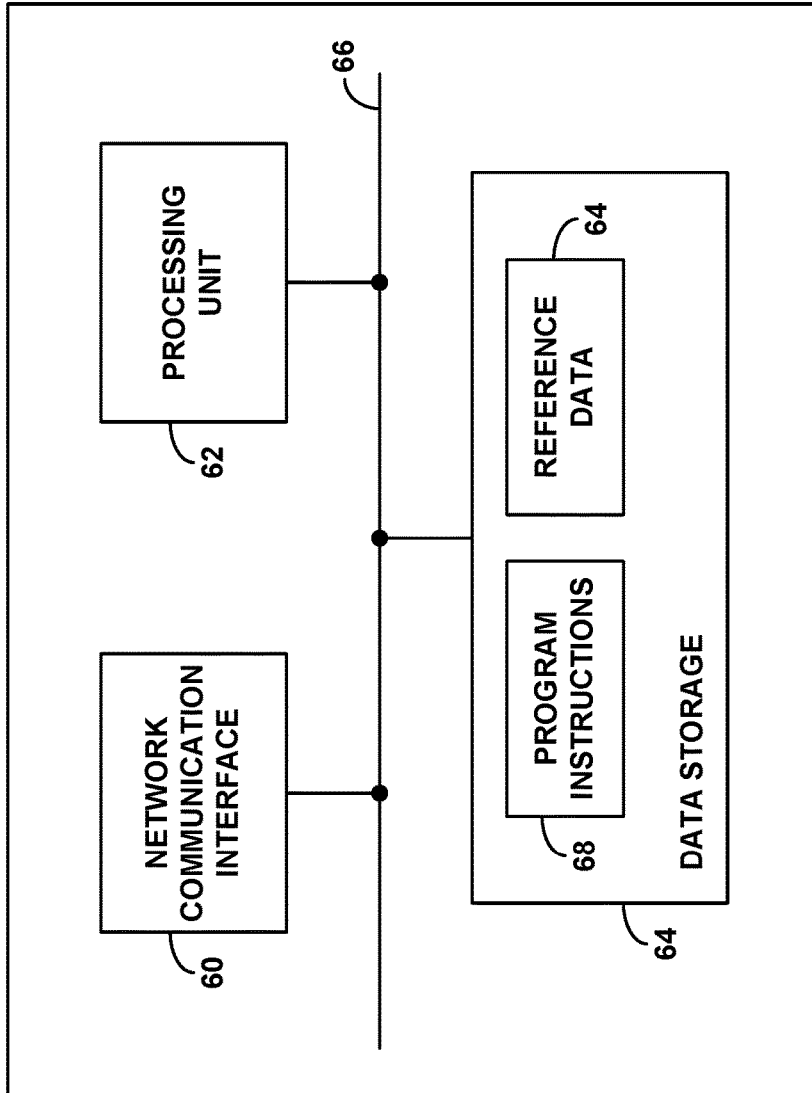 NETWORK
COMMUNICATION
INTERFACE
60
PROCESSING
UNIT
62
66
PROGRAM
INSTRUCTIONS
68
REFERENCE
DATA
64
DATA STORAGE
64